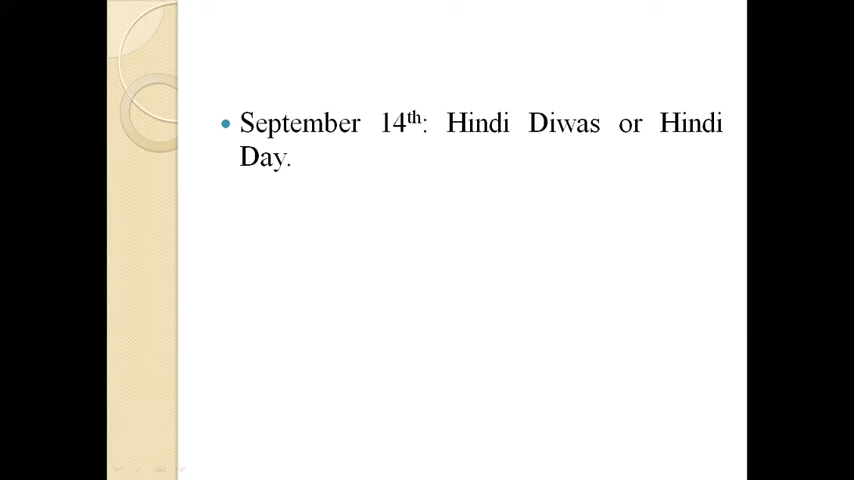 • September 14th: Hindi Diwas or Hindi
Day.